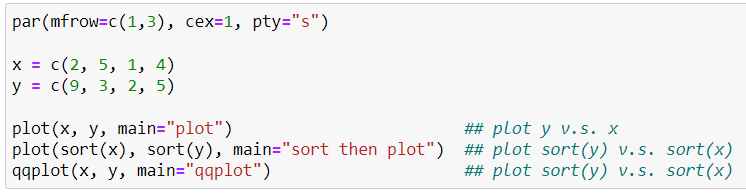 par(mfrow=c(1,3), cex=1, pty="s")
x = c(2, 5, 1, 4)
y = c(9, 3, 2, 5)
plot(x, y, main="plot") ## plot y v.s. x
plot(sort(x), sort(y), main="sort then plot") ## plot sort(y) v.s. sort(x)
qqplot(x, y, main="qqplot") ## plot sort(y) v.s. sort(x)